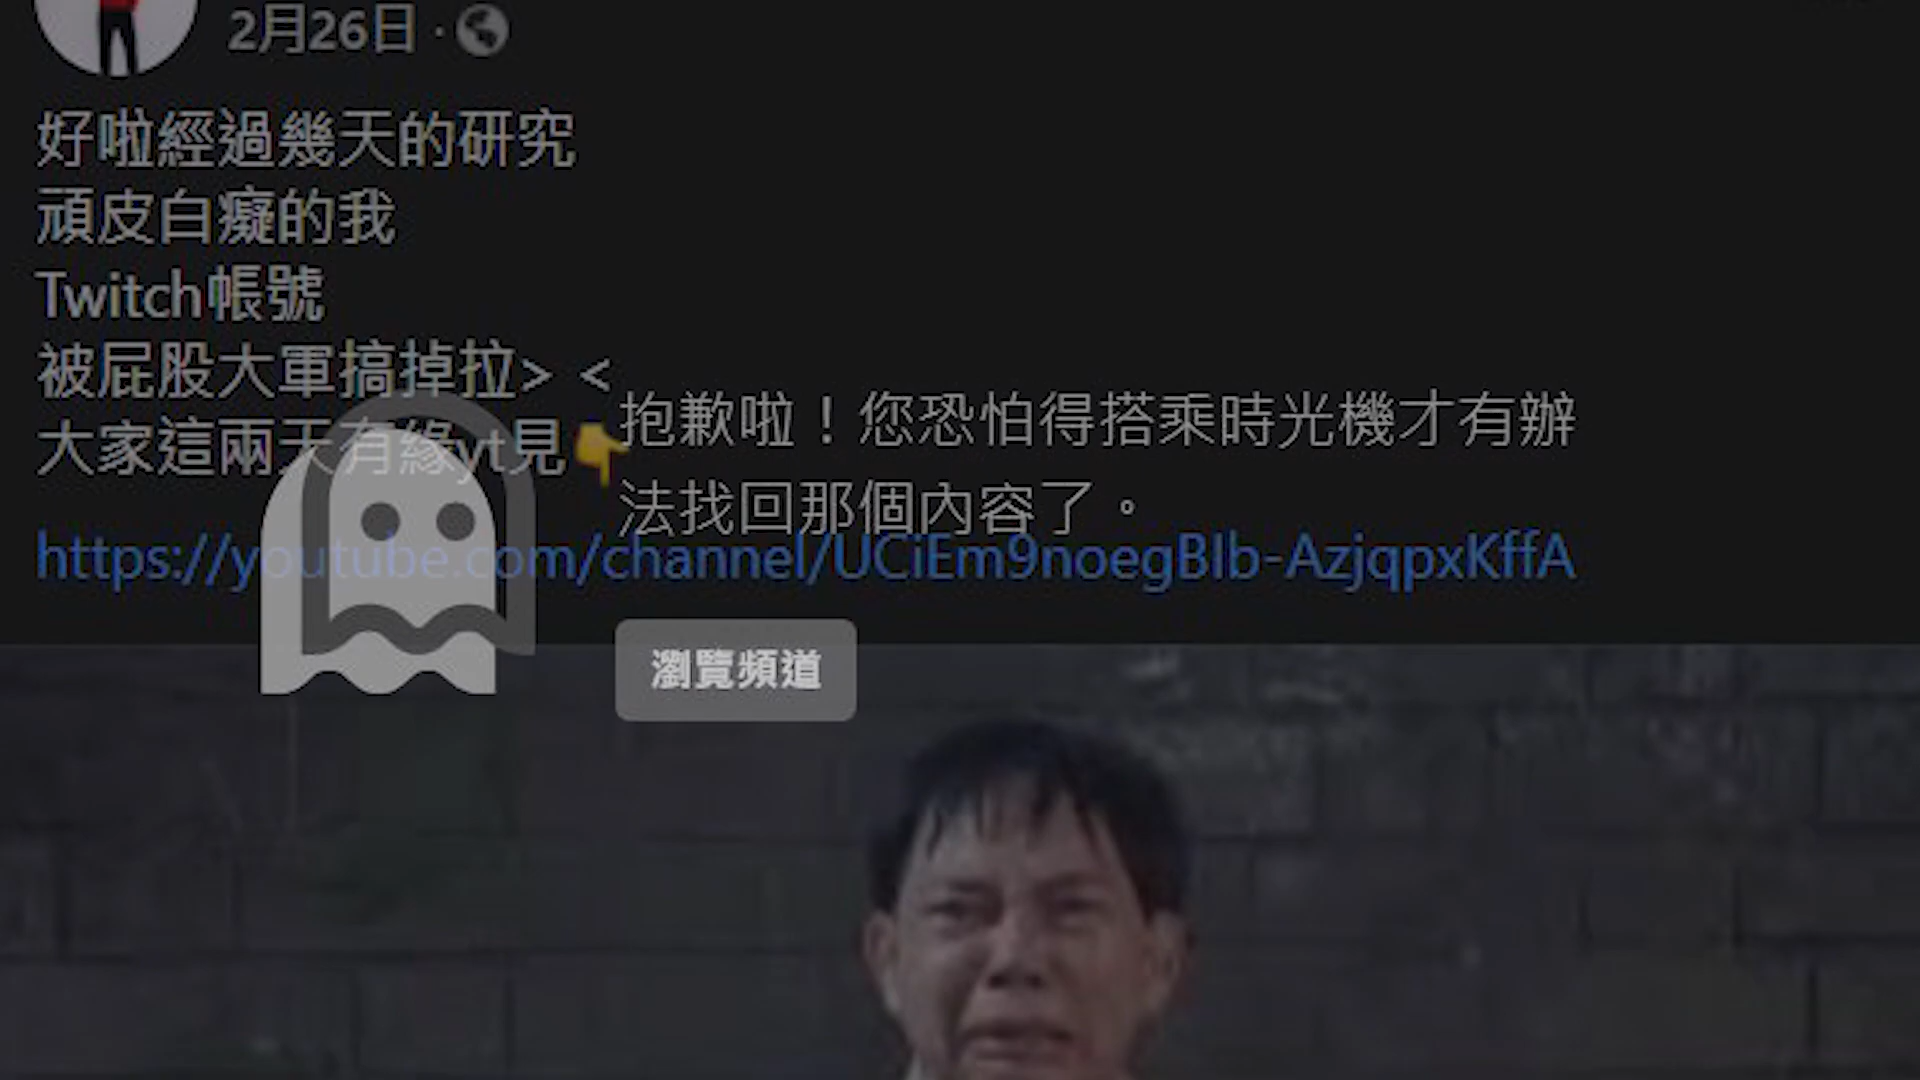 2月26日
好啦經過幾天的研究
頑皮白癡的我
Twitch帳號
被屁股大軍搞掉拉> <
大家這兩天有緣yt見👇
https://youtube.com/channel/UCiEm9noegBIb-AzjqpxKffA
抱歉啦！您恐怕得搭乘時光機才有辦
法找回那個內容了。
瀏覽頻道